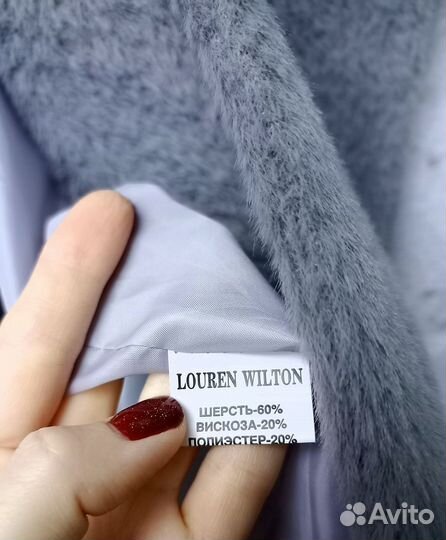 LOUREN WILTON
ШЕРСТЬ-60%
ВИСКОЗА-20%
ПОЛИЭСТЕР-20%
Avito